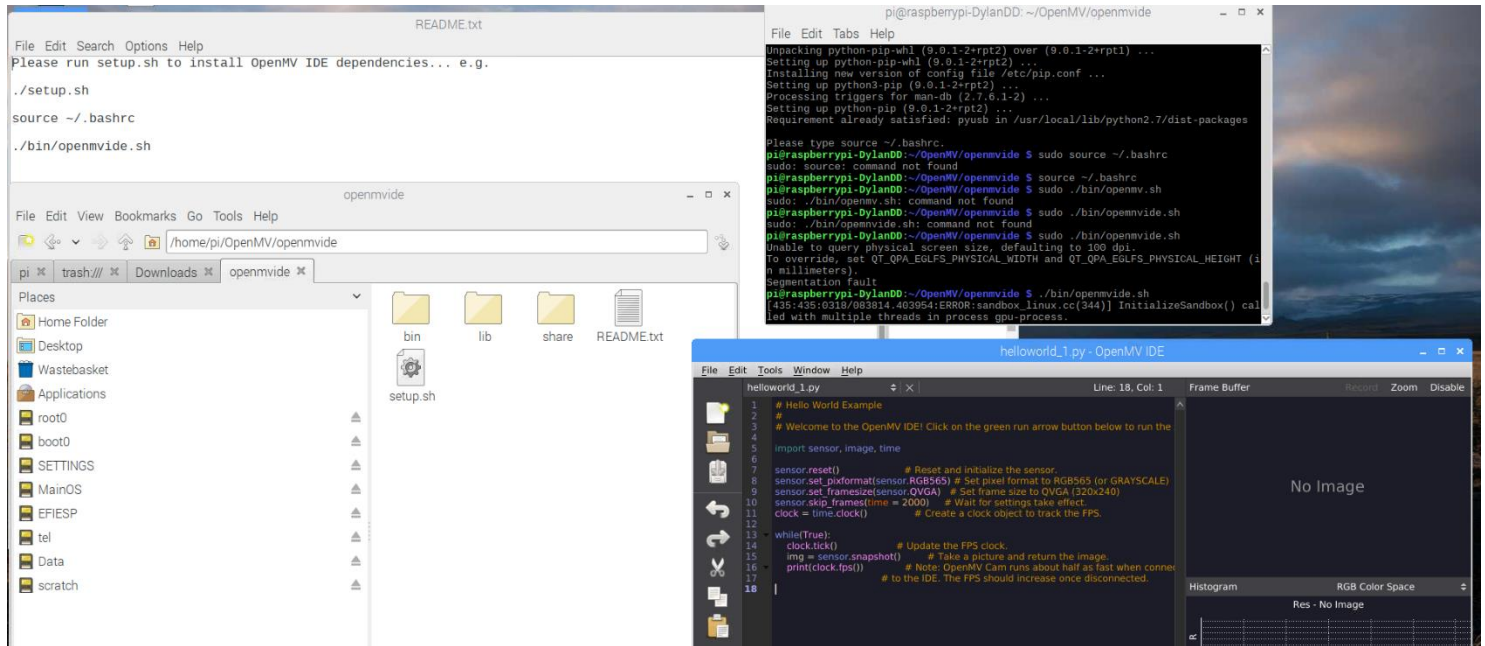 README.txt
File Edit Search Options Help
Please run setup.sh to install OpenMV IDE dependencies... e.g.
./setup.sh
source ~/.bashrc
./bin/openmvide.sh
openmvide
File Edit View Bookmarks Go Tools Help
/home/pi/OpenMV/openmvide
pi trash:/// Downloads openmvide
Places
Home Folder
Desktop
Wastebasket
Applications
root0
boot0
SETTINGS
MainOS
EFIESP
tel
Data
scratch
bin lib share README.txt
setup.sh
pi@raspberrypi-DylanDD: ~/OpenMV/openmvide
File Edit Tabs Help
Unpacking python-pip-whl (9.0.1-2+rpt2) over (9.0.1-2+rpt1) ...
Setting up python-pip-whl (9.0.1-2+rpt2) ...
Installing new version of config file /etc/pip.conf ...
Setting up python3-pip (9.0.1-2+rpt2) ...
Processing triggers for man-db (2.7.6.1-2) ...
Setting up python-pip (9.0.1-2+rpt2) ...
Requirement already satisfied: pyusb in /usr/local/lib/python2.7/dist-packages
Please type source ~/.bashrc.
pi@raspberrypi-DylanDD:~/OpenMV/openmvide $ sudo source ~/.bashrc
sudo: source: command not found
pi@raspberrypi-DylanDD:~/OpenMV/openmvide $ source ~/.bashrc
pi@raspberrypi-DylanDD:~/OpenMV/openmvide $ sudo ./bin/openmv.sh
sudo: ./bin/openmv.sh: command not found
pi@raspberrypi-DylanDD:~/OpenMV/openmvide $ sudo ./bin/opemnvide.sh
sudo: ./bin/opemnvide.sh: command not found
pi@raspberrypi-DylanDD:~/OpenMV/openmvide $ sudo ./bin/openmvide.sh
Unable to query physical screen size, defaulting to 100 dpi.
To override, set QT_QPA_EGLFS_PHYSICAL_WIDTH and QT_QPA_EGLFS_PHYSICAL_HEIGHT (i
n millimeters).
Segmentation fault
pi@raspberrypi-DylanDD:~/OpenMV/openmvide $ ./bin/openmvide.sh
[435:435:0318/083814.403954:ERROR:sandbox_linux.cc(344)] InitializeSandbox() cal
led with multiple threads in process gpu-process.
helloworld_1.py - OpenMV IDE
File Edit Tools Window Help
helloworld_1.py Line: 18, Col: 1 Frame Buffer Record Zoom Disable
1 # Hello World Example
2 #
3 # Welcome to the OpenMV IDE! Click on the green run arrow button below to run the
4
5 import sensor, image, time
6
7 sensor.reset() # Reset and initialize the sensor.
8 sensor.set_pixformat(sensor.RGB565) # Set pixel format to RGB565 (or GRAYSCALE)
9 sensor.set_framesize(sensor.QVGA) # Set frame size to QVGA (320x240)
10 sensor.skip_frames(time = 2000) # Wait for settings take effect.
11 clock = time.clock() # Create a clock object to track the FPS.
12
13 while(True):
14 clock.tick() # Update the FPS clock.
15 img = sensor.snapshot() # Take a picture and return the image.
16 print(clock.fps()) # Note: OpenMV Cam runs about half as fast when connec
17 # to the IDE. The FPS should increase once disconnected.
18
No Image
Histogram RGB Color Space
Res - No Image
R